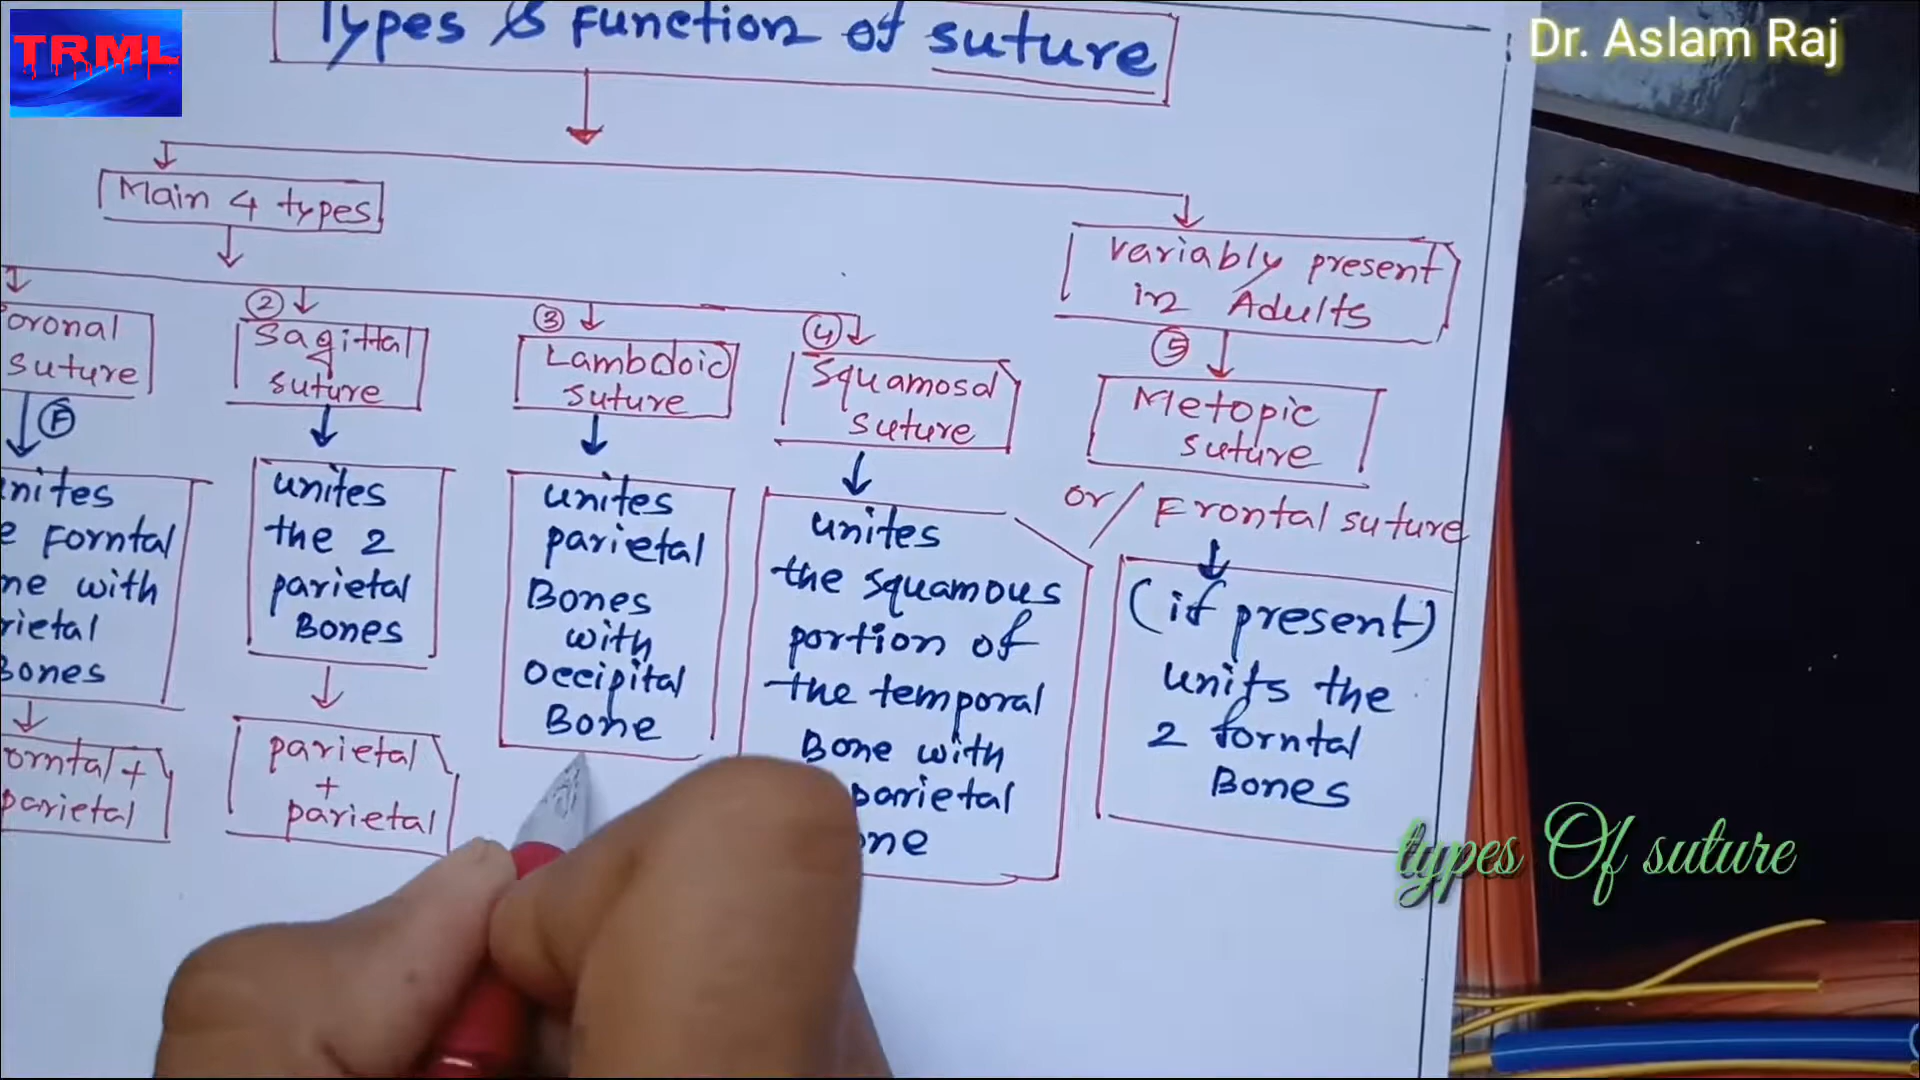 TRML
Dr. Aslam Raj
Types & Function of suture
Main 4 types
variably present
in Adults
oronal
suture
②
Sagittal
suture
③
Lambdoid
suture
④
Squamosal
suture
⑤
Metopic
suture
or / Frontal suture
F
nites
e Forntal
ne with
rietal
Bones
unites
the 2
parietal
Bones
unites
parietal
Bones
with
occipital
Bone
unites
the squamous
portion of
the temporal
Bone with
parietal
one
(if present)
units the
2 forntal
Bones
orntal +
parietal
parietal
+
parietal
types Of suture